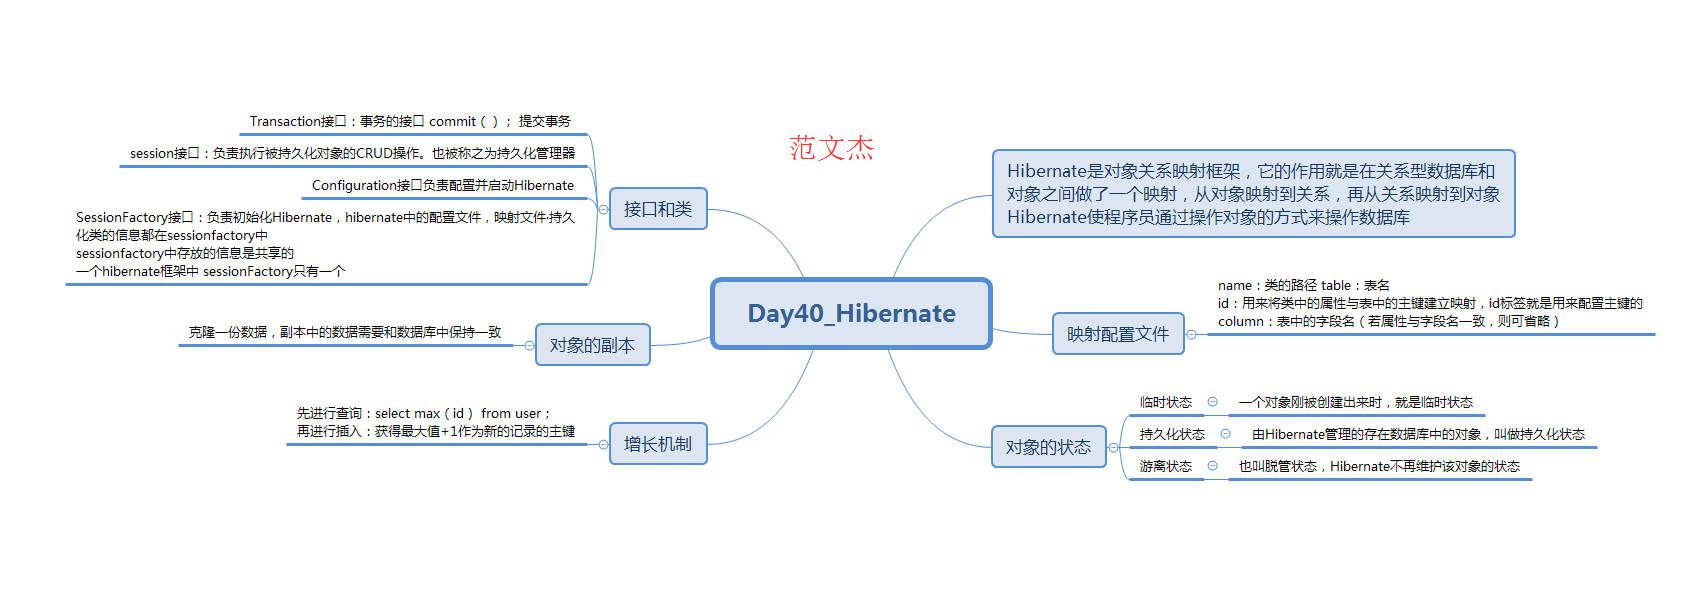 范文杰
Day40_Hibernate
Hibernate是对象关系映射框架，它的作用就是在关系型数据库和
对象之间做了一个映射，从对象映射到关系，再从关系映射到对象
Hibernate使程序员通过操作对象的方式来操作数据库
映射配置文件
name：类的路径 table：表名
id：用来将类中的属性与表中的主键建立映射，id标签就是用来配置主键的
column：表中的字段名（若属性与字段名一致，则可省略）
对象的状态
临时状态
一个对象刚被创建出来时，就是临时状态
持久化状态
由Hibernate管理的存在数据库中的对象，叫做持久化状态
游离状态
也叫脱管状态，Hibernate不再维护该对象的状态
接口和类
Transaction接口：事务的接口 commit（）； 提交事务
session接口：负责执行被持久化对象的CRUD操作。也被称之为持久化管理器
Configuration接口负责配置并启动Hibernate
SessionFactory接口：负责初始化Hibernate，hibernate中的配置文件，映射文件·持久
化类的信息都在sessionfactory中
sessionfactory中存放的信息是共享的
一个hibernate框架中 sessionFactory只有一个
对象的副本
克隆一份数据，副本中的数据需要和数据库中保持一致
增长机制
先进行查询：select max（id） from user；
再进行插入：获得最大值+1作为新的记录的主键